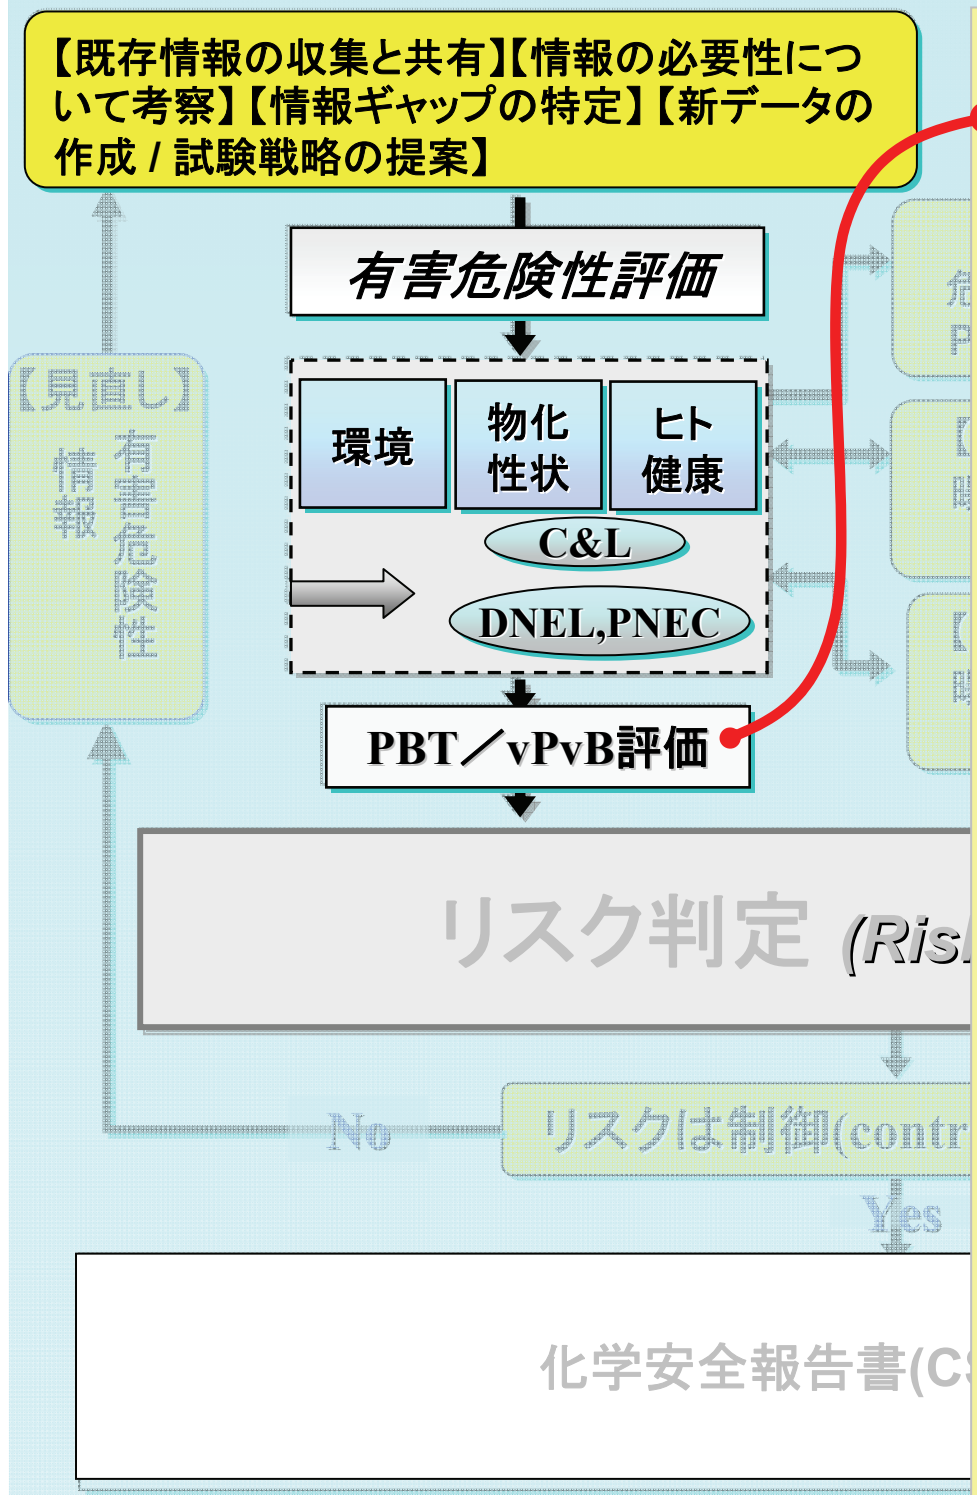 【既存情報の収集と共有】【情報の必要性につ
いて考察】【情報ギャップの特定】【新データの
作成 / 試験戦略の提案】
有害危険性評価
環境
物化
性状
ヒト
健康
C&L
DNEL,PNEC
PBT／vPvB評価
【見直し】
有害危険性
情報
危
P
【
【
リスク判定 (Ris
リスクは制御(contr
No
Yes
化学安全報告書(CS